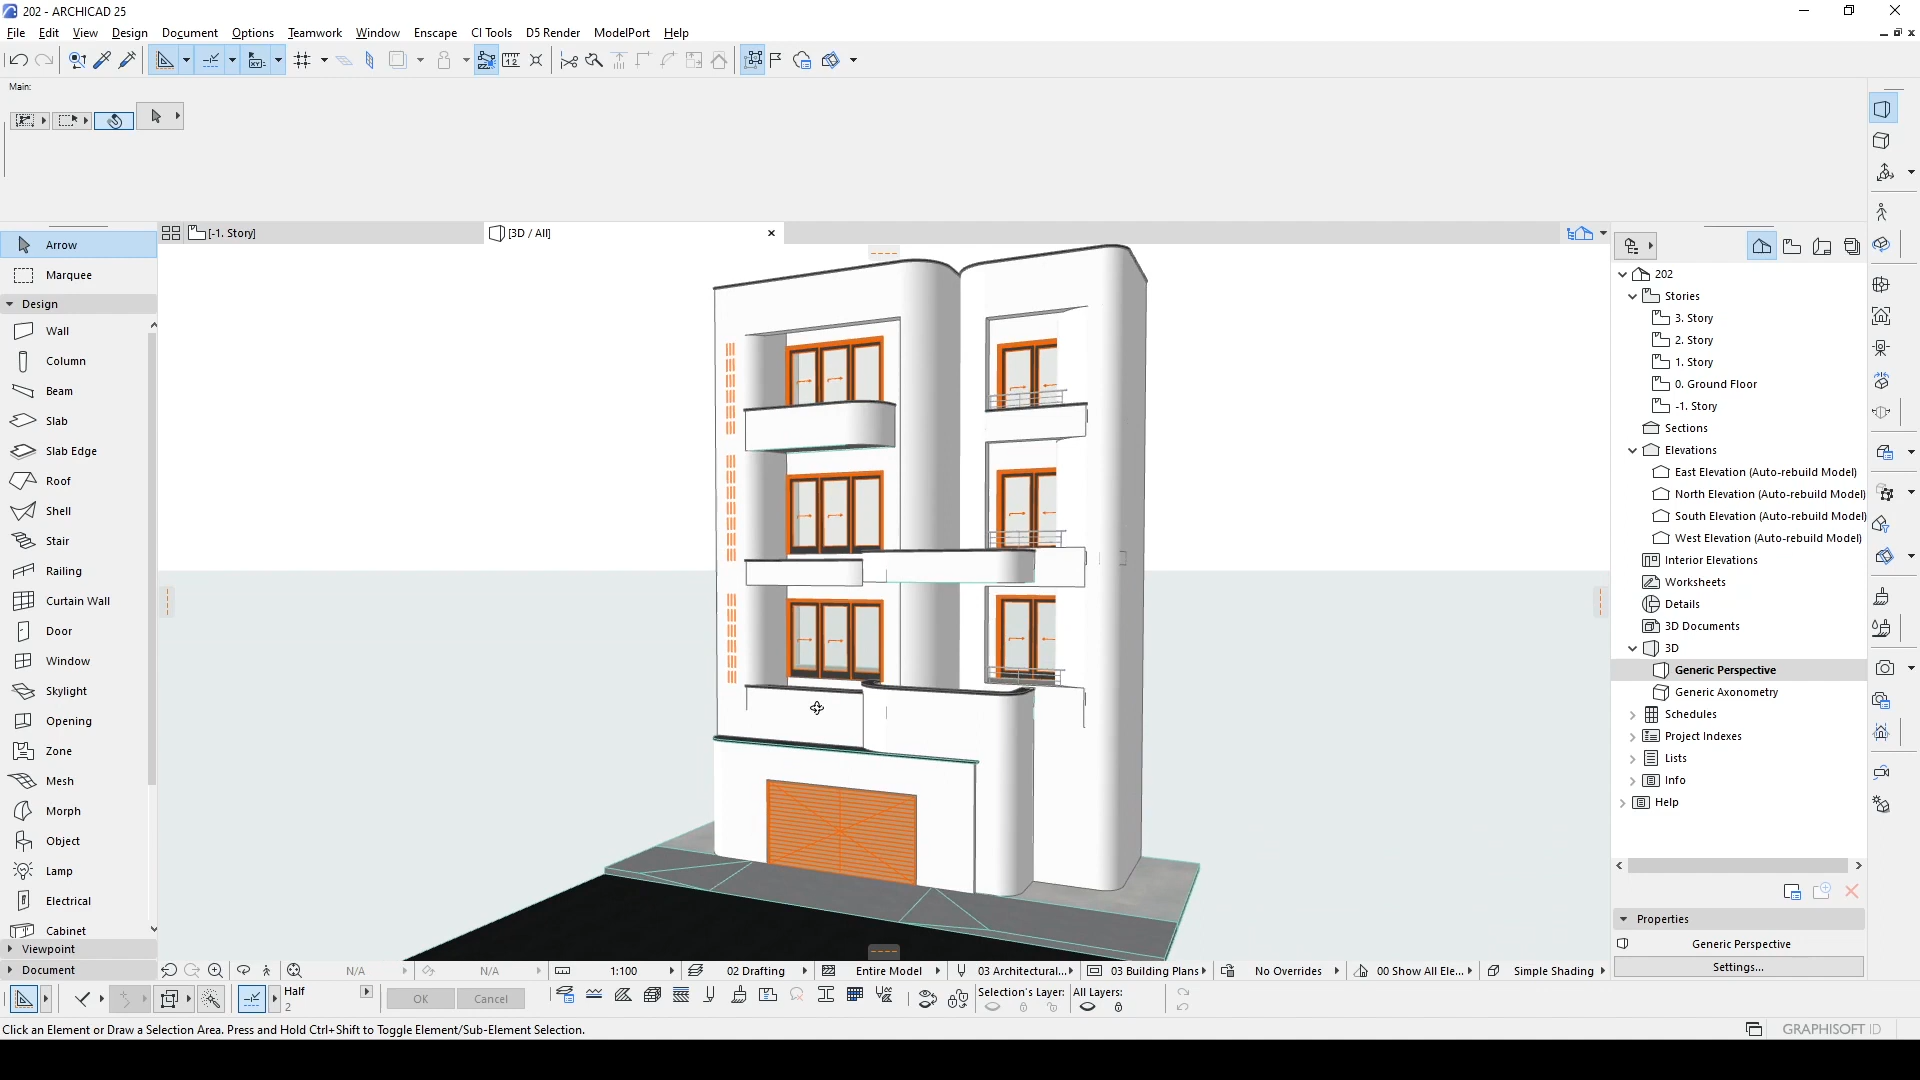 202 - ARCHICAD 25
File Edit View Design Document Options Teamwork Window Enscape CI Tools D5 Render ModelPort Help
Main:
[-1. Story]
[3D / All]
Arrow
Marquee
Design
Wall
Column
Beam
Slab
Slab Edge
Roof
Shell
Stair
Railing
Curtain Wall
Door
Window
Skylight
Opening
Zone
Mesh
Morph
Object
Lamp
Electrical
Cabinet
Viewpoint
Document
202
Stories
3. Story
2. Story
1. Story
0. Ground Floor
-1. Story
Sections
Elevations
East Elevation (Auto-rebuild Model)
North Elevation (Auto-rebuild Model)
South Elevation (Auto-rebuild Model)
West Elevation (Auto-rebuild Model)
Interior Elevations
Worksheets
Details
3D Documents
3D
Generic Perspective
Generic Axonometry
Schedules
Project Indexes
Lists
Info
Help
Properties
Generic Perspective
Settings...
N/A N/A 1:100 02 Drafting Entire Model 03 Architectural... 03 Building Plans No Overrides 00 Show All Ele... Simple Shading
Half
2
OK Cancel
Selection's Layer: All Layers:
Click an Element or Draw a Selection Area. Press and Hold Ctrl+Shift to Toggle Element/Sub-Element Selection.
GRAPHISOFT ID